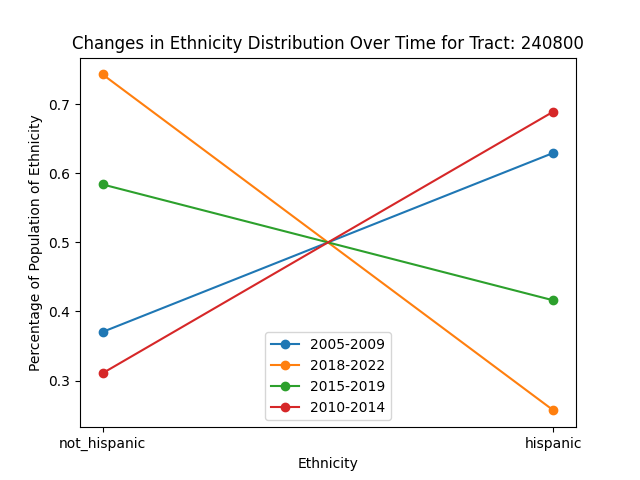 Changes in Ethnicity Distribution Over Time for Tract: 240800
Percentage of Population of Ethnicity
0.7
0.6
0.5
0.4
0.3
2005-2009
2018-2022
2015-2019
2010-2014
not_hispanic
hispanic
Ethnicity